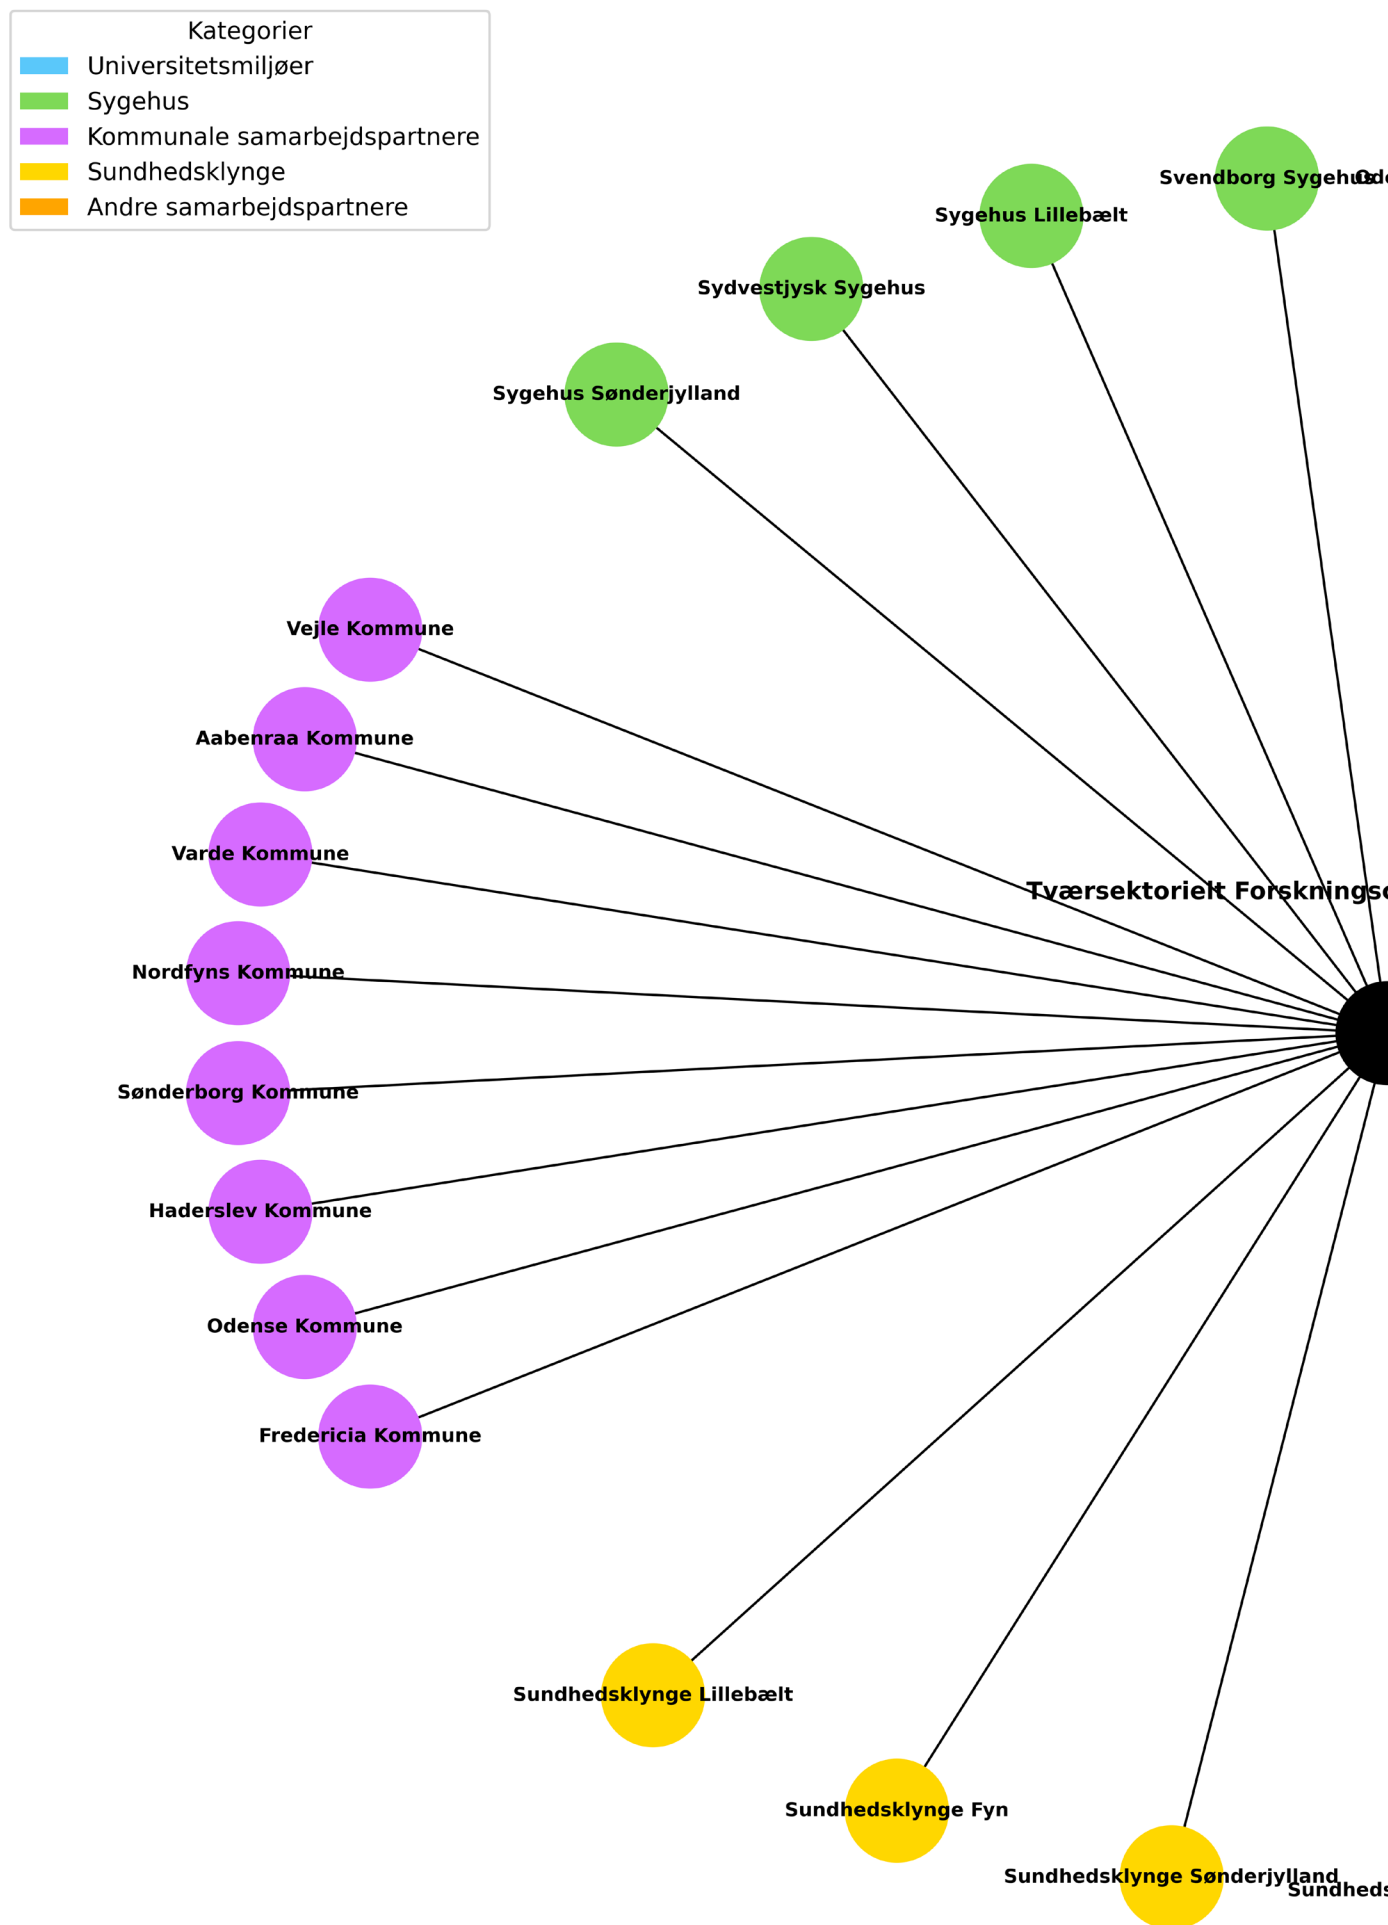 Kategorier
Universitetsmiljøer
Sygehus
Kommunale samarbejdspartnere
Sundhedsklynge
Andre samarbejdspartnere
Svendborg Sygehus
Sygehus Lillebælt
Sydvestjysk Sygehus
Sygehus Sønderjylland
Vejle Kommune
Aabenraa Kommune
Varde Kommune
Tværsektorielt
Nordfyns Kommune
Sønderborg Kommune
Haderslev Kommune
Odense Kommune
Fredericia Kommune
Sundhedsklynge Lillebælt
Sundhedsklynge Fyn
Sundhedsklynge Sønderjylland